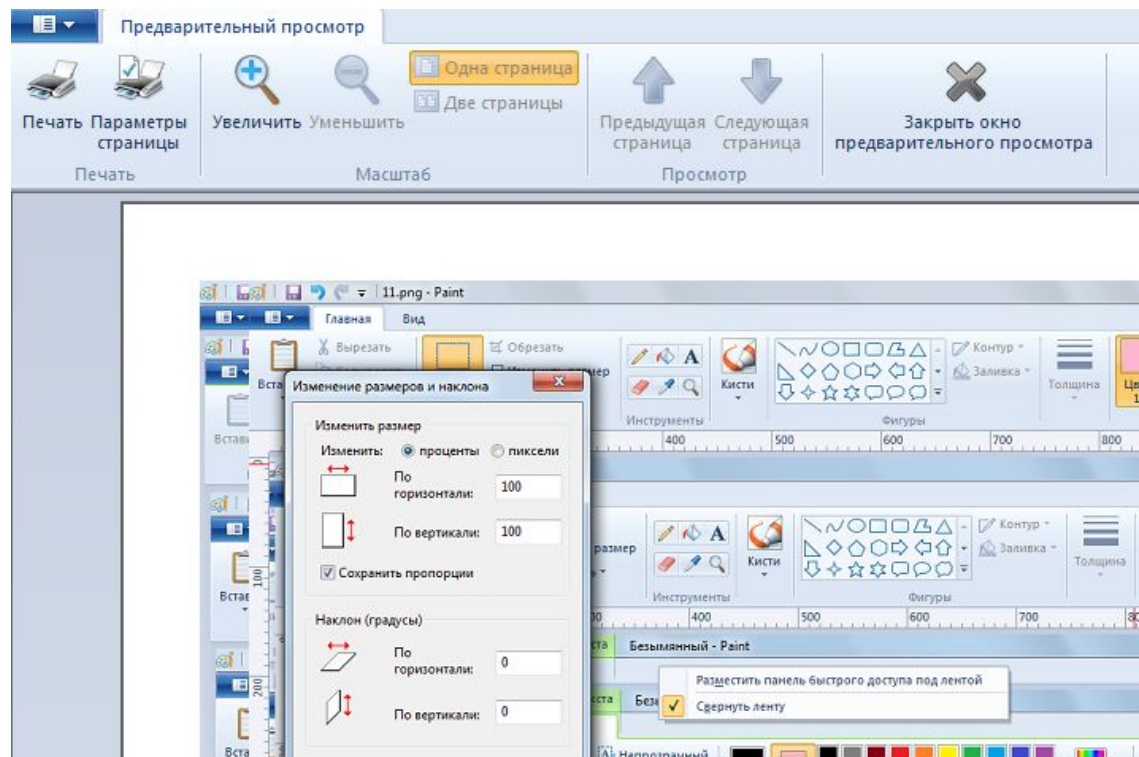 Предварительный просмотр
Одна страница
Две страницы
Печать Параметры страницы
Увеличить Уменьшить
Предыдущая страница
Следующая страница
Закрыть окно предварительного просмотра
Печать
Масштаб
Просмотр
11.png - Paint
Главная Вид
Вырезать
Обрезать
Контур
Заливка
Кисти
Толщина
Инструменты
Фигуры
400 500 600 700 800
Изменение размеров и наклона
Изменить размер
Изменить: проценты пиксели
По горизонтали: 100
По вертикали: 100
Сохранить пропорции
Наклон (градусы)
По горизонтали: 0
По вертикали: 0
100
200
размер
A
Кисти
Контур
Заливка
Толщина
Инструменты
Фигуры
400 500 600 700
Безымянный - Paint
Разместить панель быстрого доступа под лентой
Свернуть ленту
Непрозрачный